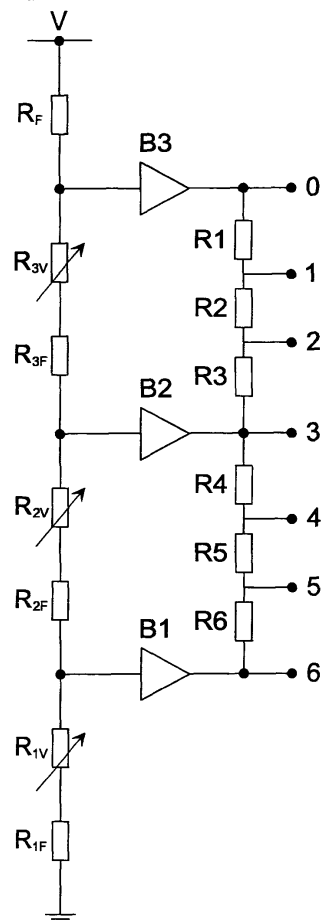 V
R_F
B3
0
R1
R_3V
1
R2
R_3F
2
R3
B2
3
R4
R_2V
4
R5
R_2F
5
R6
B1
6
R_1V
R_1F